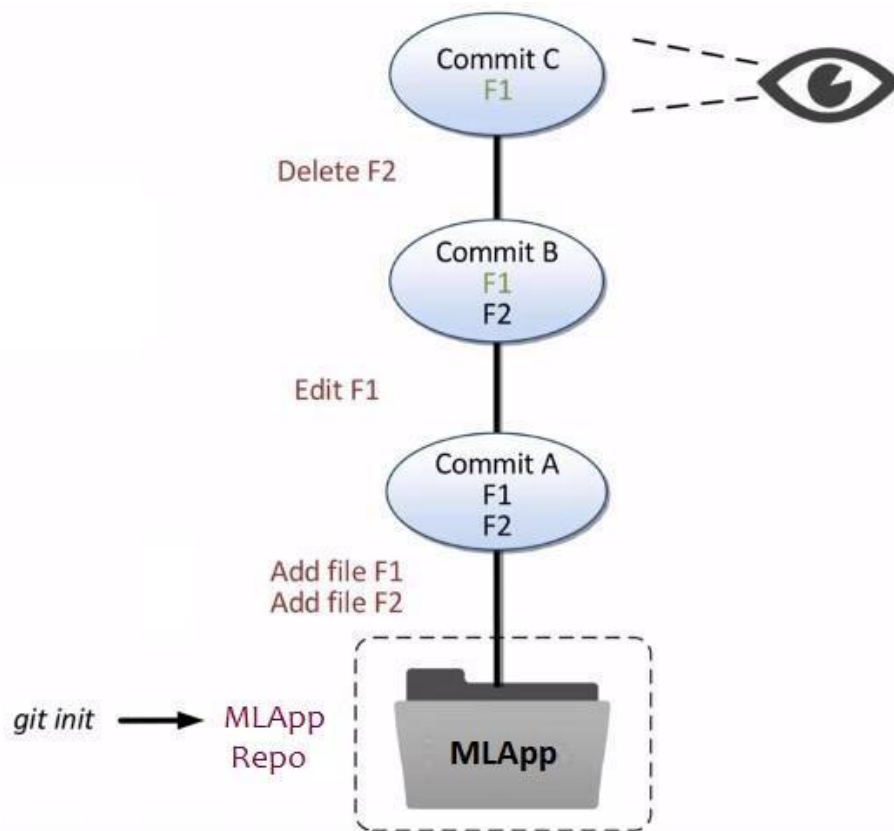 Commit C
F1
Delete F2
Commit B
F1
F2
Edit F1
Commit A
F1
F2
Add file F1
Add file F2
git init
MLApp
Repo
MLApp